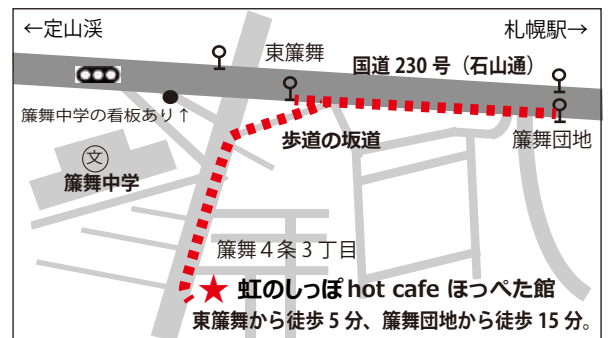 ←定山渓
札幌駅→
東簾舞
国道 230 号（石山通）
簾舞中学の看板あり↑
歩道の坂道
簾舞団地
文
簾舞中学
簾舞４条３丁目
★ 虹のしっぽ hot cafe ほっぺた館
東簾舞から徒歩 5 分、簾舞団地から徒歩 15 分。